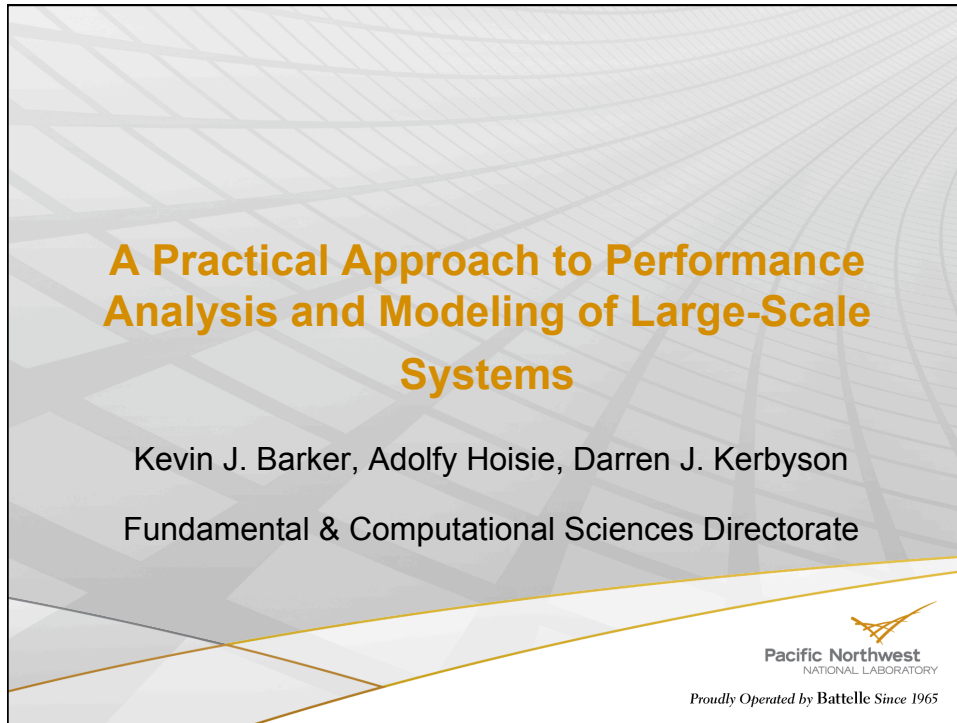 A Practical Approach to Performance
Analysis and Modeling of Large-Scale
Systems
Kevin J. Barker, Adolfy Hoisie, Darren J. Kerbyson
Fundamental & Computational Sciences Directorate
Pacific Northwest
NATIONAL LABORATORY
Proudly Operated by Battelle Since 1965